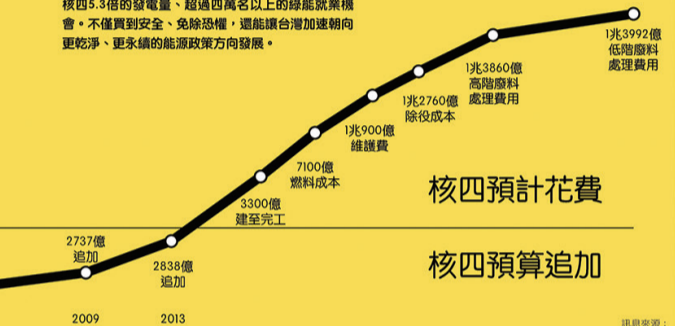 核四5.3倍的發電量、超過四萬名以上的綠能就業機
會。不僅買到安全、免除恐懼，還能讓台灣加速朝向
更乾淨、更永續的能源政策方向發展。
1兆3992億
低階廢料
處理費用
1兆3860億
高階廢料
處理費用
1兆2760億
除役成本
1兆900億
維護費
7100億
燃料成本
3300億
建至完工
核四預計花費
2737億
追加
2838億
追加
核四預算追加
2009
2013